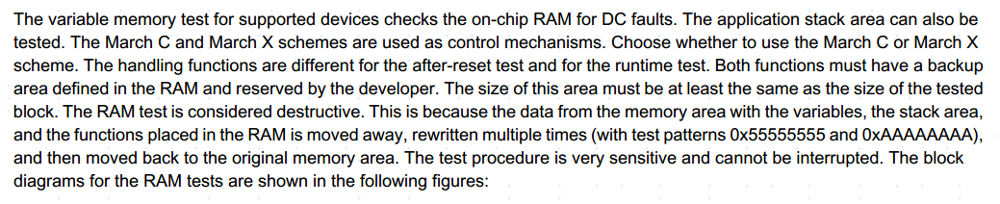 The variable memory test for supported devices checks the on-chip RAM for DC faults. The application stack area can also be
tested. The March C and March X schemes are used as control mechanisms. Choose whether to use the March C or March X
scheme. The handling functions are different for the after-reset test and for the runtime test. Both functions must have a backup
area defined in the RAM and reserved by the developer. The size of this area must be at least the same as the size of the tested
block. The RAM test is considered destructive. This is because the data from the memory area with the variables, the stack area,
and the functions placed in the RAM is moved away, rewritten multiple times (with test patterns 0x55555555 and 0xAAAAAAAA),
and then moved back to the original memory area. The test procedure is very sensitive and cannot be interrupted. The block
diagrams for the RAM tests are shown in the following figures: